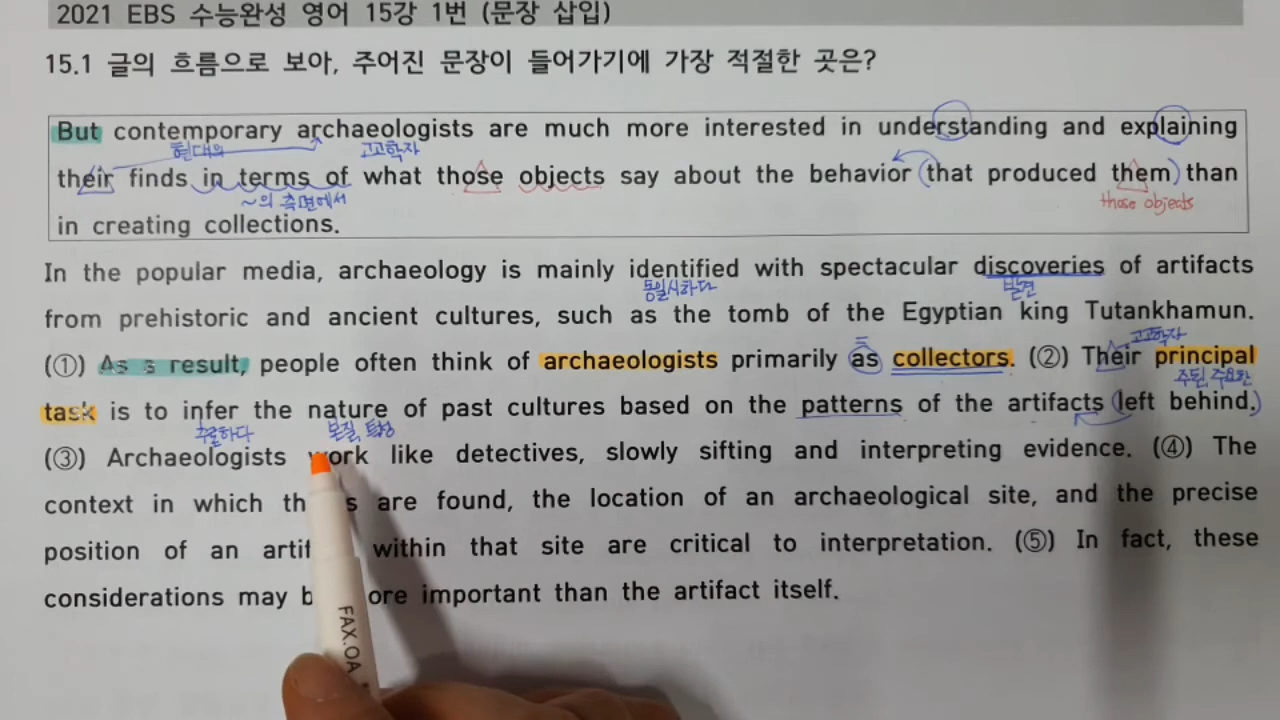 2021 EBS 수능완성 영어 15강 1번 (문장 삽입)
15.1 글의 흐름으로 보아, 주어진 문장이 들어가기에 가장 적절한 곳은?
But contemporary archaeologists are much more interested in understanding and explaining
현대의 고고학자
their finds in terms of what those objects say about the behavior (that produced them) than
~의 측면에서 those objects
in creating collections.
In the popular media, archaeology is mainly identified with spectacular discoveries of artifacts
동일시하다 발견
from prehistoric and ancient cultures, such as the tomb of the Egyptian king Tutankhamun.
고고학자
(①) As a result, people often think of archaeologists primarily as collectors. (②) Their principal
주된, 주요한
task is to infer the nature of past cultures based on the patterns of the artifacts (left behind.)
추론하다 본질, 특성
(③) Archaeologists work like detectives, slowly sifting and interpreting evidence. (④) The
context in which are found, the location of an archaeological site, and the precise
position of an within that site are critical to interpretation. (⑤) In fact, these
considerations may important than the artifact itself.
FAX.OA